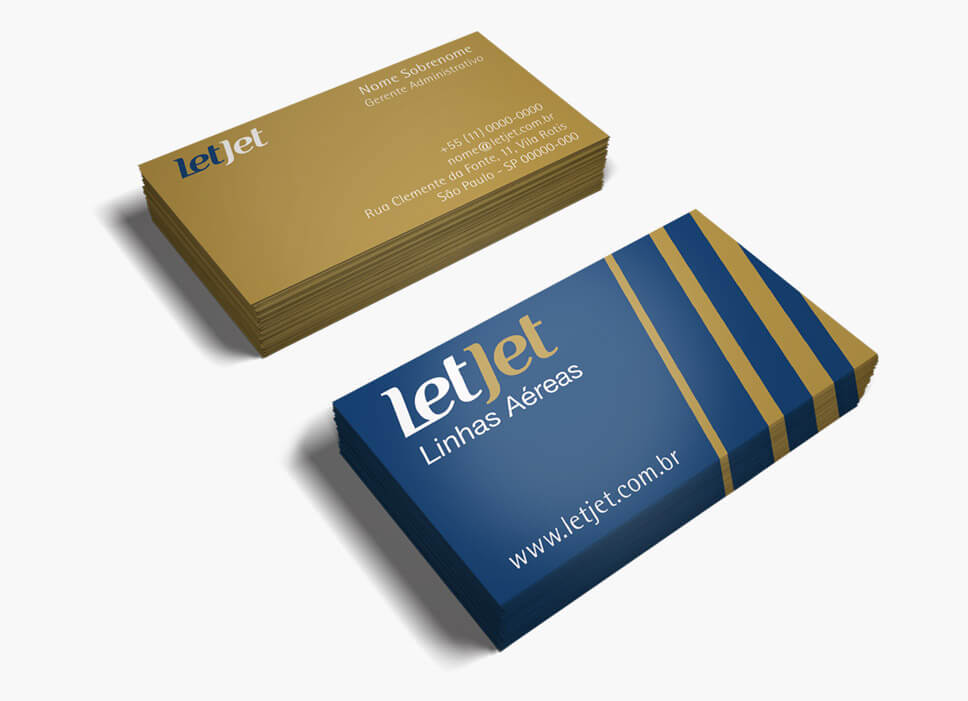 LetJet
Nome Sobrenome
Gerente Administrativo
+55 (11) 0000-0000
nome@letjet.com.br
Rua Clemente da Fonte, 11, Vila Rotis
São Paulo - SP 00000-000
LetJet
Linhas Aéreas
www.letjet.com.br